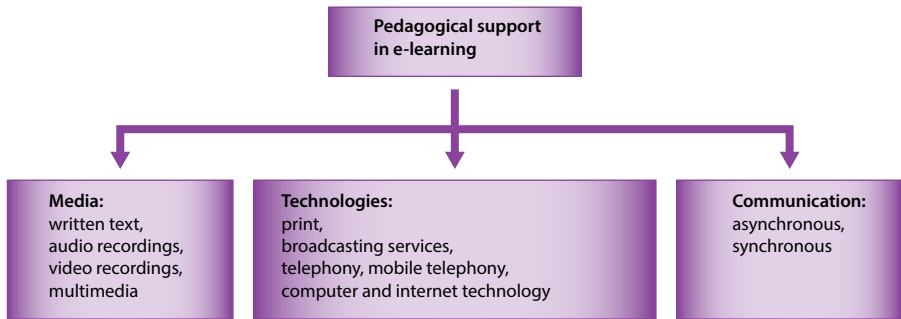 Pedagogical support
in e-learning
Media:
written text,
audio recordings,
video recordings,
multimedia
Technologies:
print,
broadcasting services,
telephony, mobile telephony,
computer and internet technology
Communication:
asynchronous,
synchronous